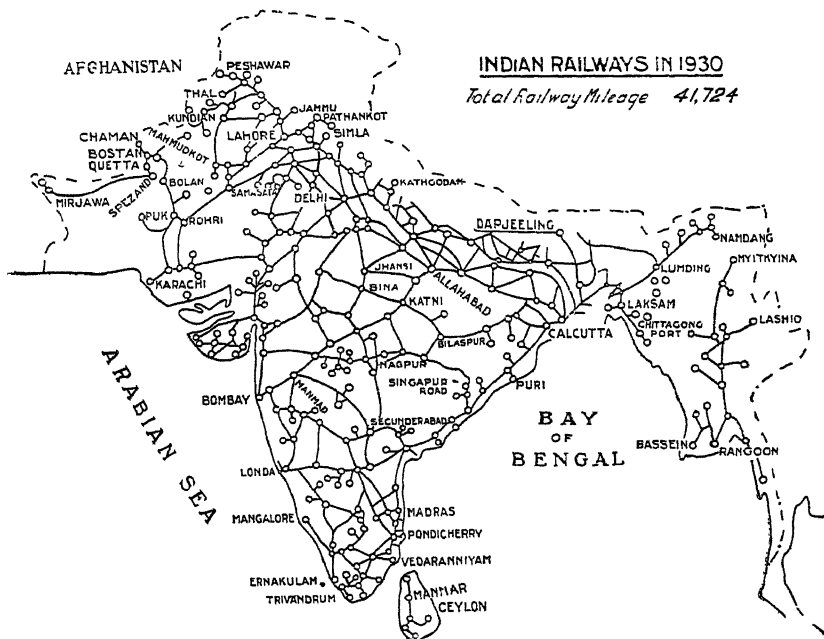 INDIAN RAILWAYS IN 1930
Total Railway Mileage 41,724
AFGHANISTAN
PESHAWAR
THAL
KUNDIAN
JAMMU
PATHANKOT
SIMLA
LAHORE
CHAMAN
MAHMUDKOT
BOSTAN
QUETTA
SPEZAND
BOLAN
MIRJAWA
SAMASATA
DELHI
KATHGODAM
PUK
ROHRI
DARJEELING
NAMDANG
LUMDING
MYITKYINA
KARACHI
JHANSI
BINA
ALLAHABAD
KATNI
LAKSAM
CHITTAGONG
PORT
LASHIO
CALCUTTA
BILASPUR
NAGPUR
SINGAPUR
ROAD
PURI
BOMBAY
MANMAD
SECUNDERABAD
ARABIAN SEA
BAY
OF
BENGAL
BASSEIN
RANGOON
LONDA
MANGALORE
MADRAS
PONDICHERRY
VEDARANNIYAM
ERNAKULAM
TRIVANDRUM
MANMAR
CEYLON